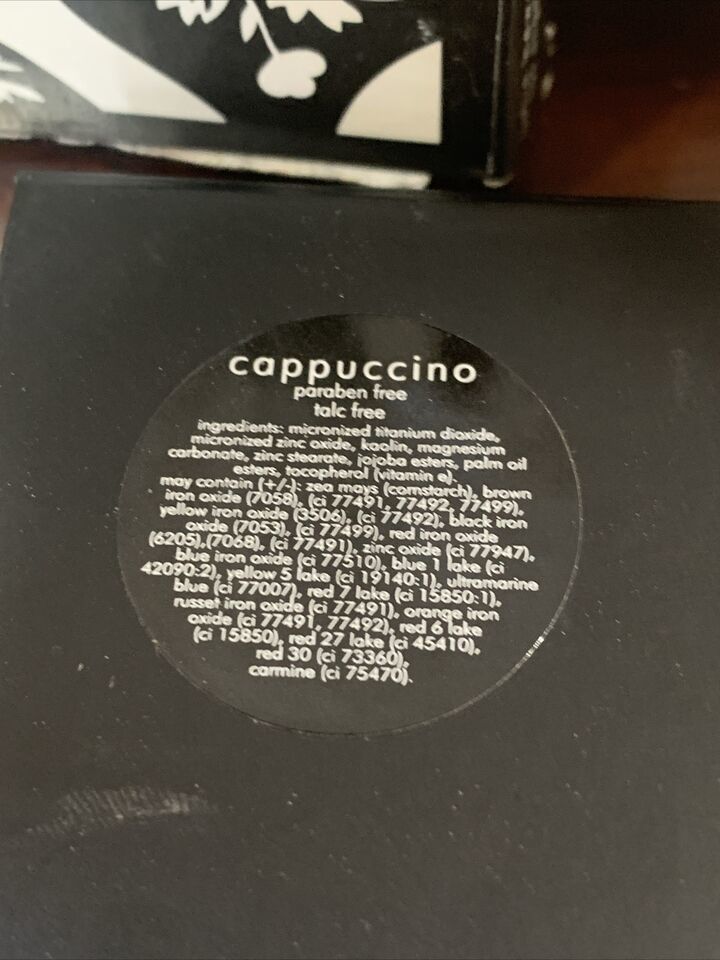 cappuccino
paraben free
talc free
ingredients: micronized titanium dioxide,
micronized zinc oxide, kaolin, magnesium
carbonate, zinc stearate, jojoba esters, palm oil
esters, tocopherol (vitamin e).
may contain (+/-): zea mays (cornstarch), brown
iron oxide (7058), (ci 77491, 77492, 77499),
yellow iron oxide (3506), (ci 77492), black iron
oxide (7053), (ci 77499), red iron oxide
(6205),(7068), (ci 77491), zinc oxide (ci 77947),
blue iron oxide (ci 77510), blue 1 lake (ci
42090:2), yellow 5 lake (ci 19140:1), ultramarine
blue (ci 77007), red 7 lake (ci 15850:1),
russet iron oxide (ci 77491), orange iron
oxide (ci 77491, 77492), red 6 lake
(ci 15850), red 27 lake (ci 45410),
red 30 (ci 73360),
carmine (ci 75470).